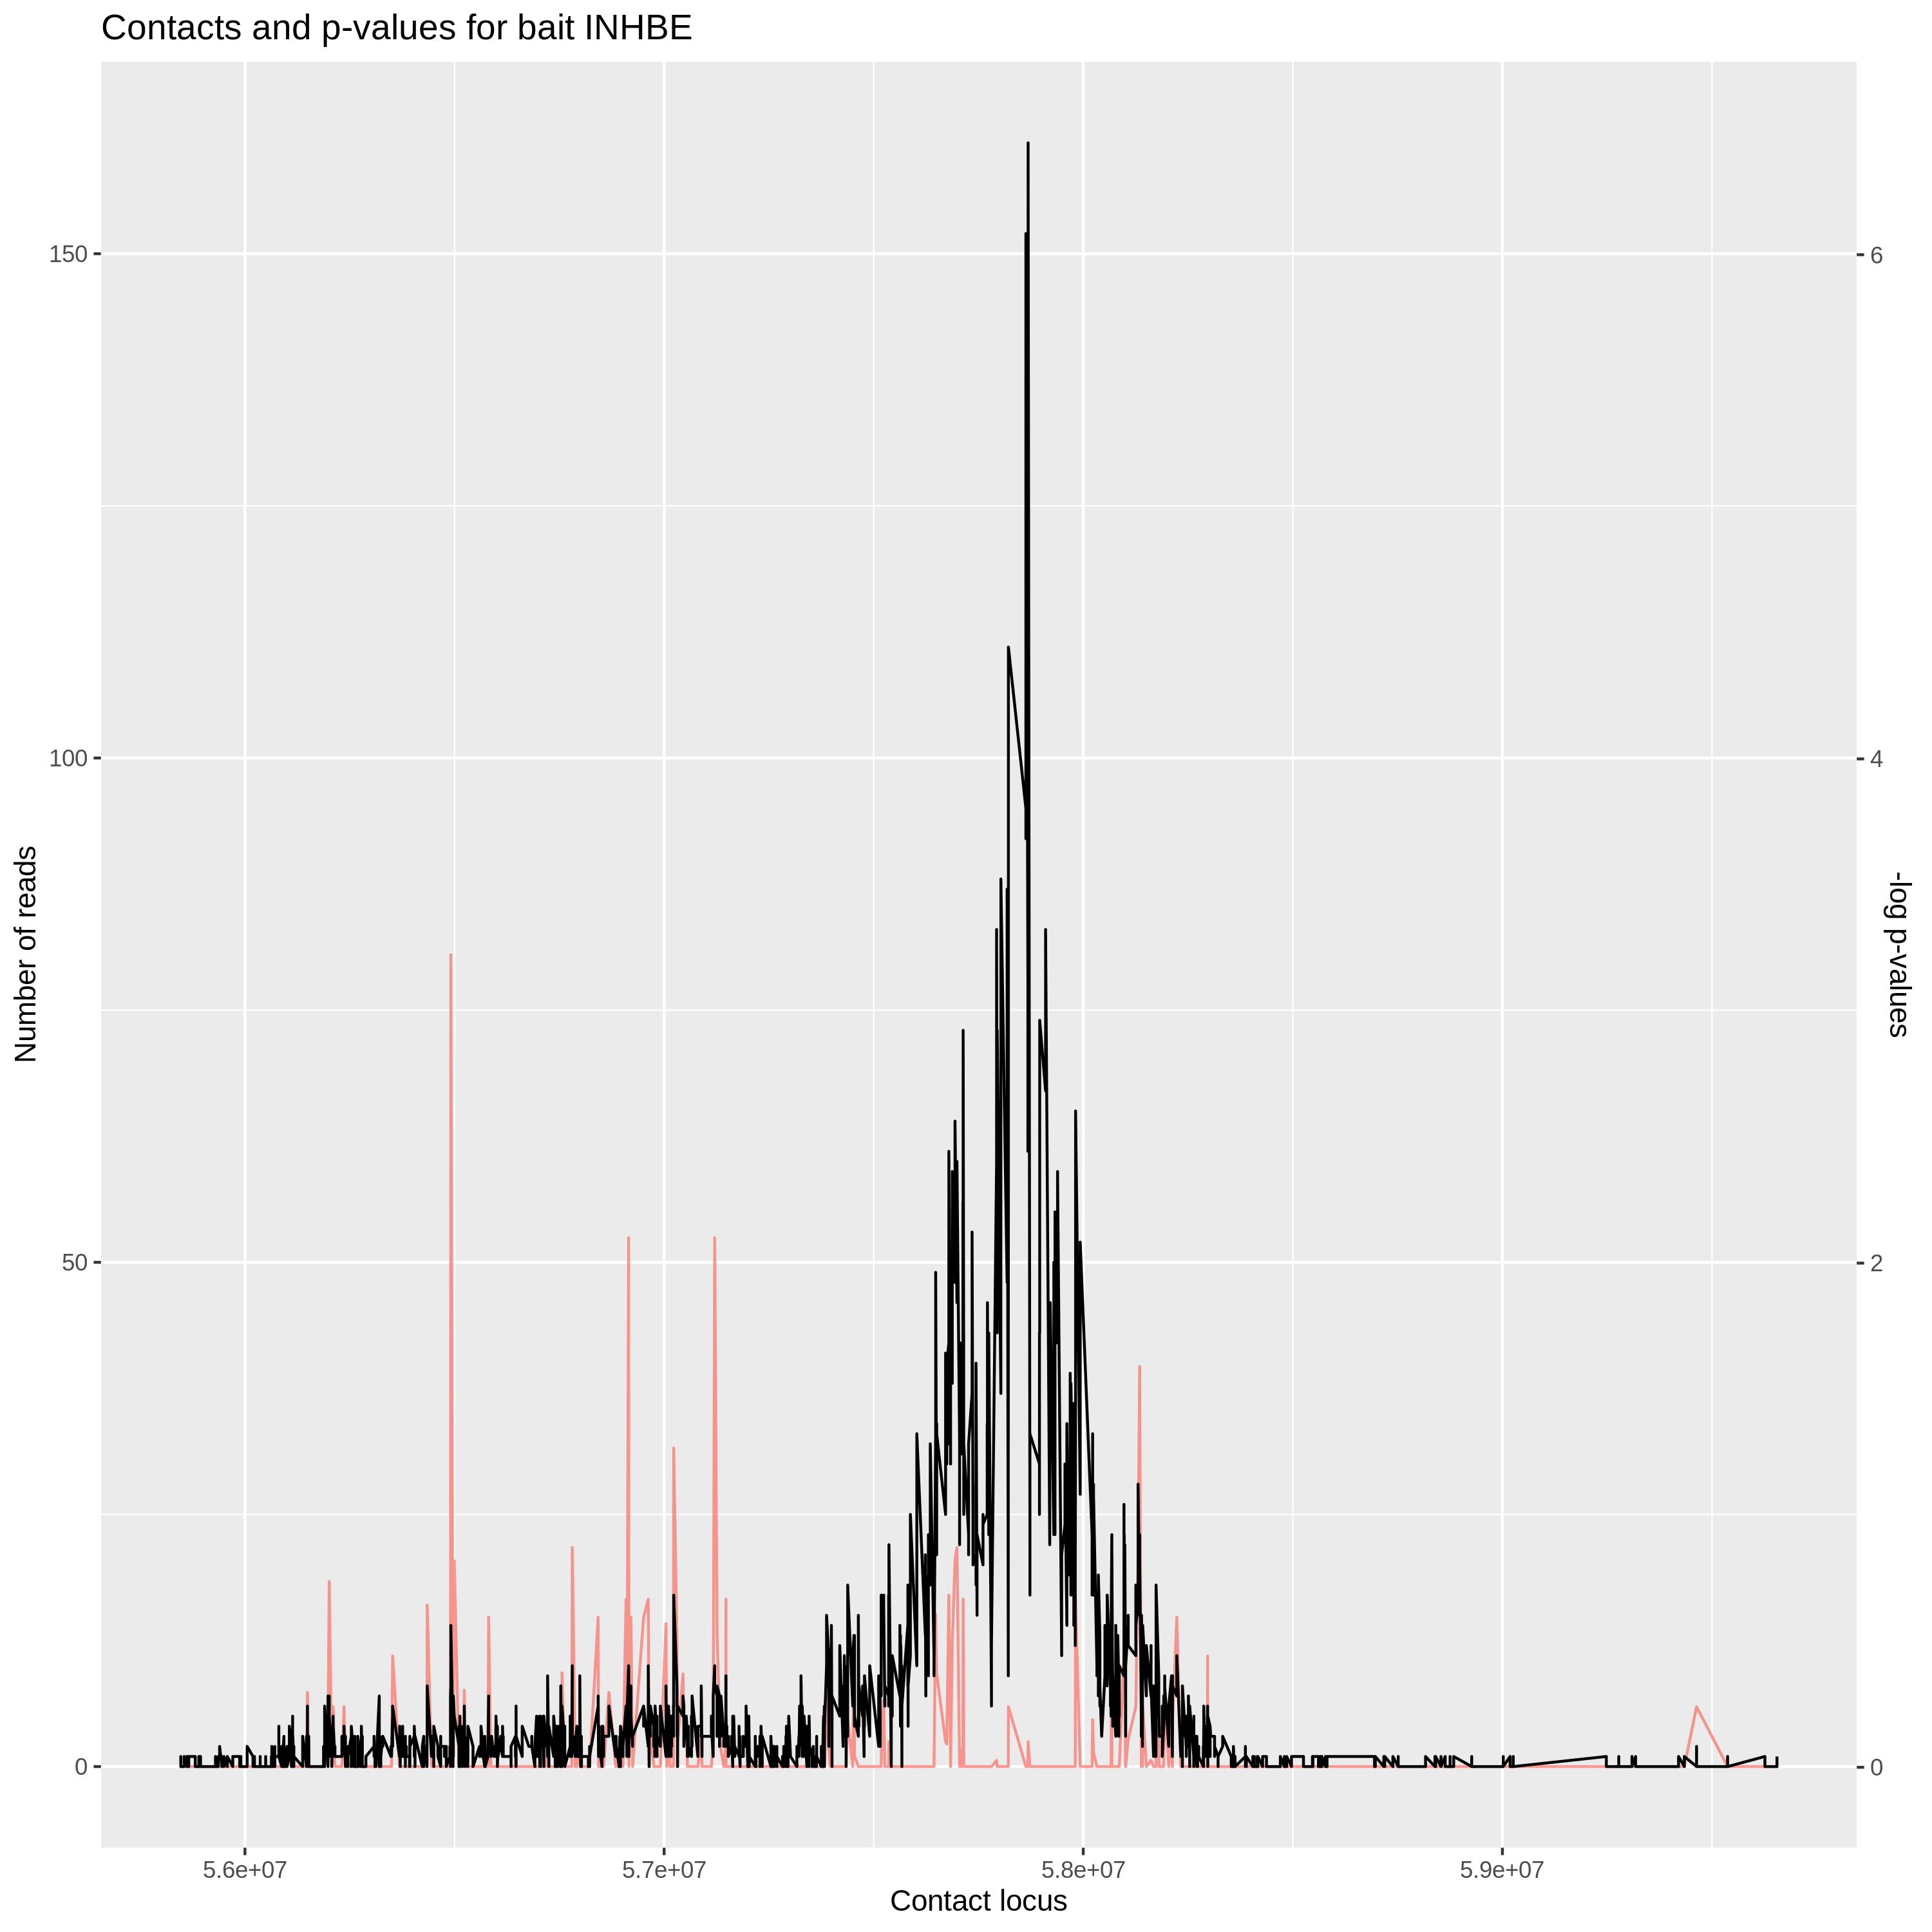 Contacts and p-values for bait INHBE
150
100
50
0
6
4
2
0
Number of reads
-log p-values
5.6e+07
5.7e+07
5.8e+07
5.9e+07
Contact locus